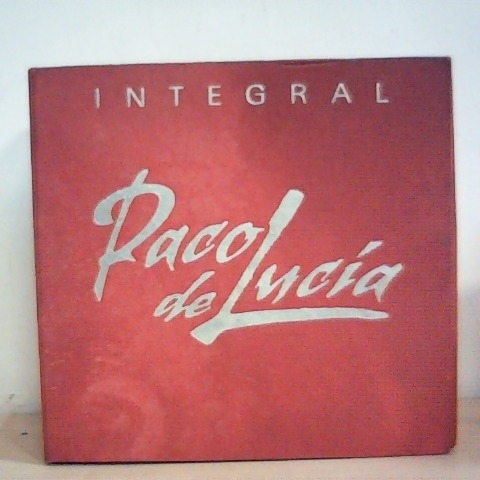 INTEGRAL
Paco
de Lucía